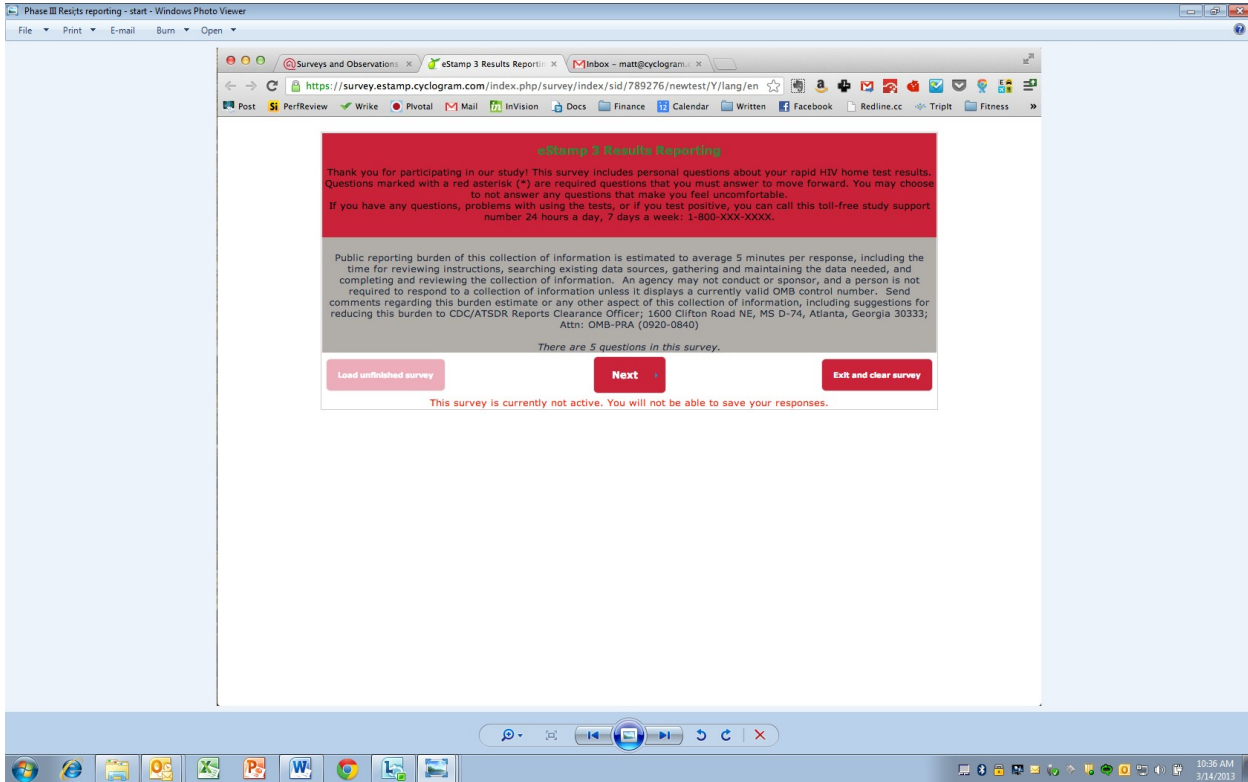 Phase III Resi;ts reporting - start - Windows Photo Viewer
File Print E-mail Burn Open
Surveys and Observations eStamp 3 Results Reportin Inbox – matt@cyclogram.c
https://survey.estamp.cyclogram.com/index.php/survey/index/sid/789276/newtest/Y/lang/en
Post PerfReview Wrike Pivotal Mail InVision Docs Finance Calendar Written Facebook Redline.cc TripIt Fitness »
eStamp 3 Results Reporting
Thank you for participating in our study! This survey includes personal questions about your rapid HIV home test results.
Questions marked with a red asterisk (*) are required questions that you must answer to move forward. You may choose
to not answer any questions that make you feel uncomfortable.
If you have any questions, problems with using the tests, or if you test positive, you can call this toll-free study support
number 24 hours a day, 7 days a week: 1-800-XXX-XXXX.
Public reporting burden of this collection of information is estimated to average 5 minutes per response, including the
time for reviewing instructions, searching existing data sources, gathering and maintaining the data needed, and
completing and reviewing the collection of information. An agency may not conduct or sponsor, and a person is not
required to respond to a collection of information unless it displays a currently valid OMB control number. Send
comments regarding this burden estimate or any other aspect of this collection of information, including suggestions for
reducing this burden to CDC/ATSDR Reports Clearance Officer; 1600 Clifton Road NE, MS D-74, Atlanta, Georgia 30333;
Attn: OMB-PRA (0920-0840)
There are 5 questions in this survey.
Load unfinished survey Next Exit and clear survey
This survey is currently not active. You will not be able to save your responses.
10:36 AM
3/14/2013